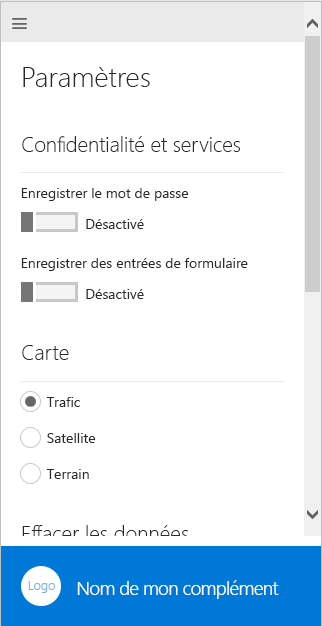 Paramètres
Confidentialité et services
Enregistrer le mot de passe
Désactivé
Enregistrer des entrées de formulaire
Désactivé
Carte
Trafic
Satellite
Terrain
Effacer les données
Logo
Nom de mon complément